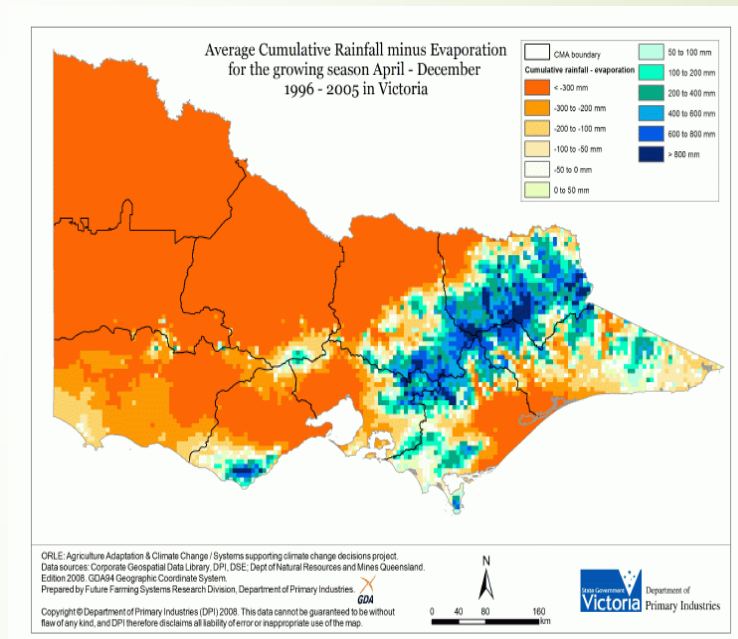 Average Cumulative Rainfall minus Evaporation
for the growing season April - December
1996 - 2005 in Victoria
CMA boundary
Cumulative rainfall - evaporation
< -300 mm
-300 to -200 mm
-200 to -100 mm
-100 to -50 mm
-50 to 0 mm
0 to 50 mm
50 to 100 mm
100 to 200 mm
200 to 400 mm
400 to 600 mm
600 to 800 mm
> 800 mm
ORLE: Agriculture Adaptation & Climate Change / Systems supporting climate change decisions project.
Data sources: Corporate Geospatial Data Library, DPI, DSE; Dept of Natural Resources and Mines Queensland.
Edition 2008. GDA94 Geographic Coordinate System.
Prepared by Future Farming Systems Research Division, Department of Primary Industries.
GDA
Copyright © Department of Primary Industries (DPI) 2008. This data cannot be guaranteed to be without
flaw of any kind, and DPI therefore disclaims all liability of error or inappropriate use of the map.
N
0 40 80 160
km
State Government
Victoria
Department of
Primary Industries